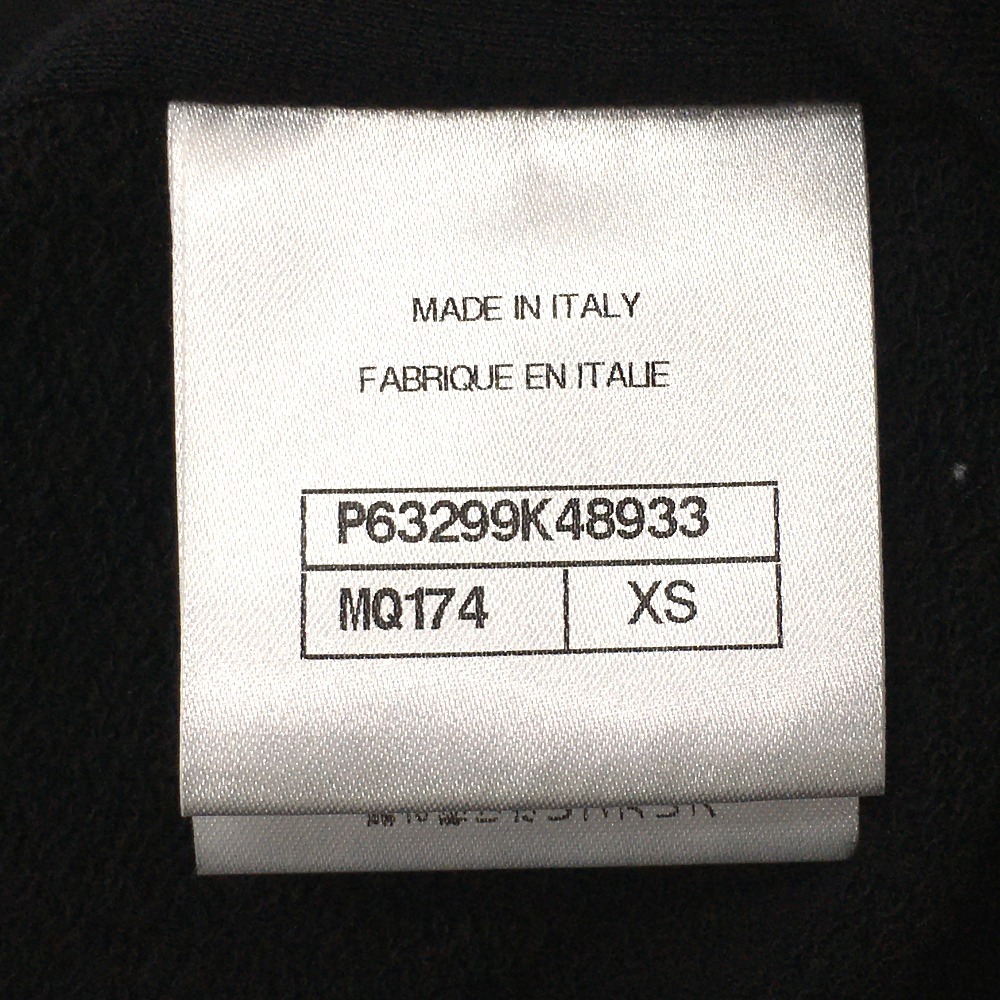 MADE IN ITALY
FABRIQUE EN ITALIE
P63299K48933
MQ174 XS